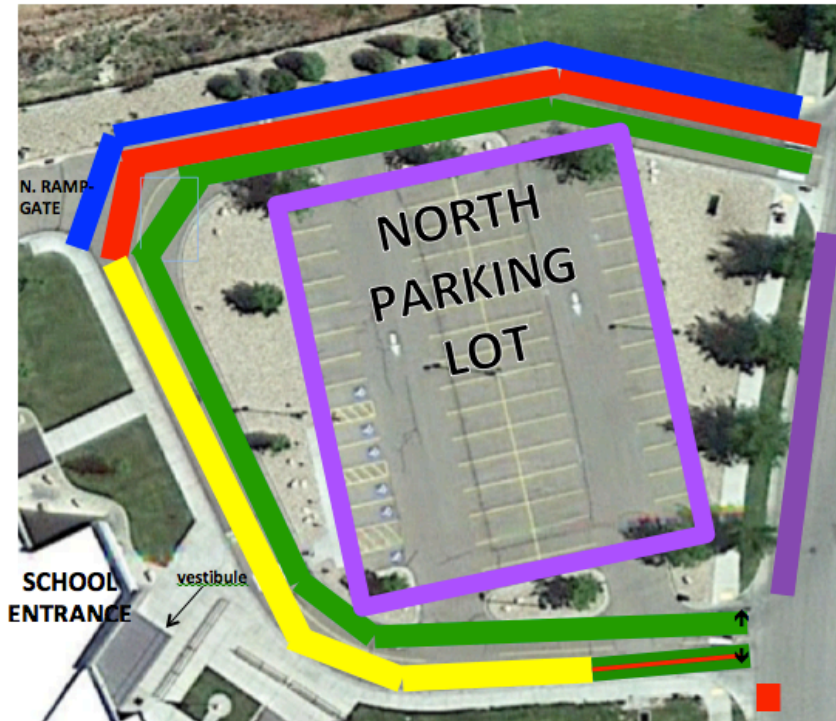 N. RAMP-
GATE
NORTH
PARKING
LOT
SCHOOL
ENTRANCE
vestibule